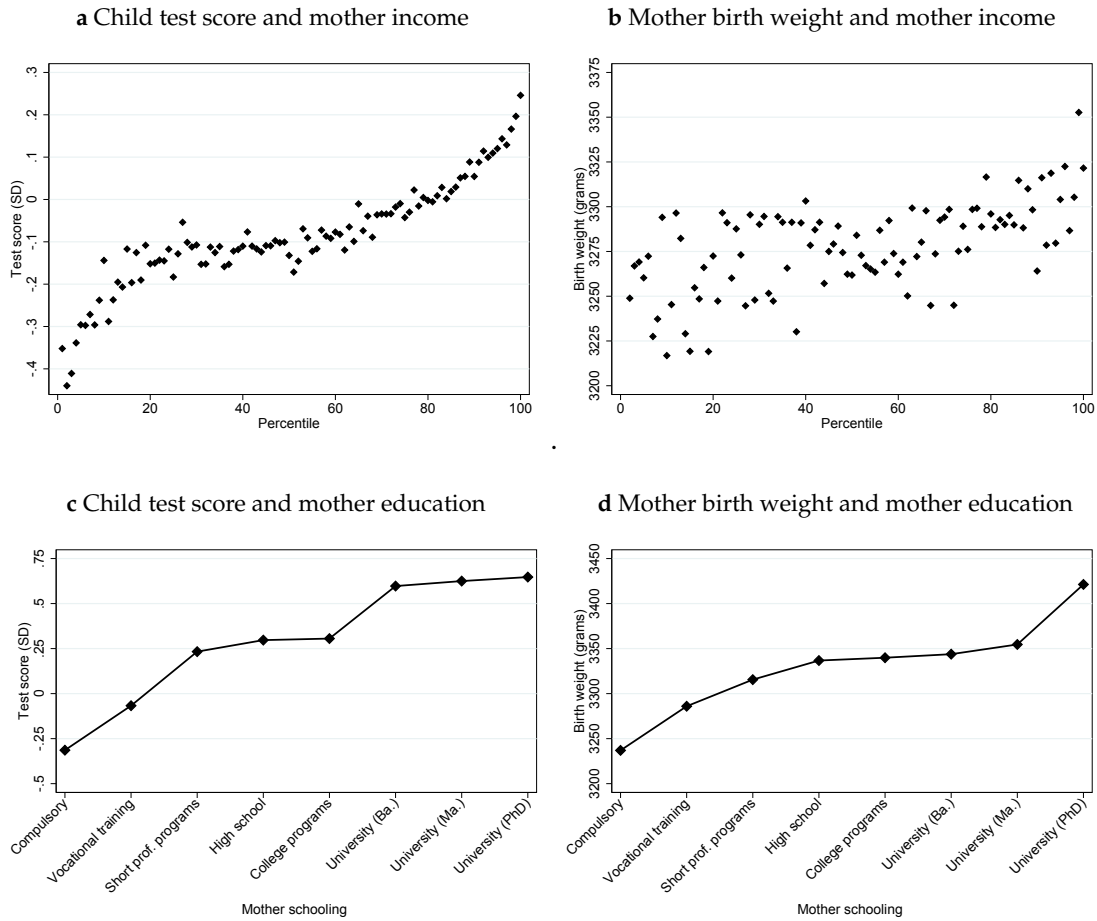 a Child test score and mother income
.3
.2
.1
0
-.1
-.2
-.3
-.4
Test score (SD)
0 20 40 60 80 100
Percentile
b Mother birth weight and mother income
3375
3350
3325
3300
3275
3250
3225
3200
Birth weight (grams)
0 20 40 60 80 100
Percentile
.
c Child test score and mother education
.75
.5
.25
0
-.25
-.5
Test score (SD)
Compulsory
Vocational training
Short prof. programs
High school
College programs
University (Ba.)
University (Ma.)
University (PhD)
Mother schooling
d Mother birth weight and mother education
3450
3400
3350
3300
3250
3200
Birth weight (grams)
Compulsory
Vocational training
Short prof. programs
High school
College programs
University (Ba.)
University (Ma.)
University (PhD)
Mother schooling